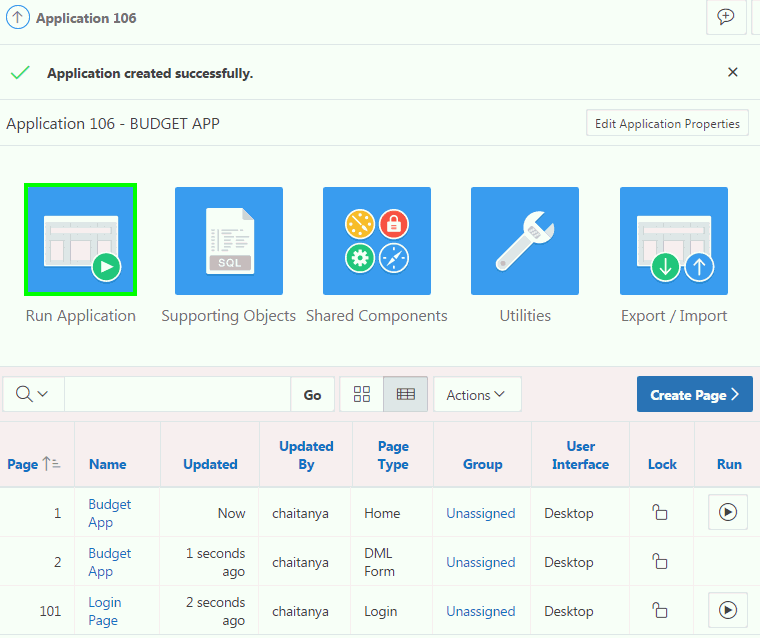 Application 106
Application created successfully.
Application 106 - BUDGET APP
Edit Application Properties
SQL
Run Application
Supporting Objects
Shared Components
Utilities
Export / Import
Go
Actions
Create Page
Page
Name
Updated
Updated
By
Page
Type
Group
User
Interface
Lock
Run
1
Budget
App
Now
chaitanya
Home
Unassigned
Desktop
2
Budget
App
1 seconds
ago
chaitanya
DML
Form
Unassigned
Desktop
101
Login
Page
2 seconds
ago
chaitanya
Login
Unassigned
Desktop